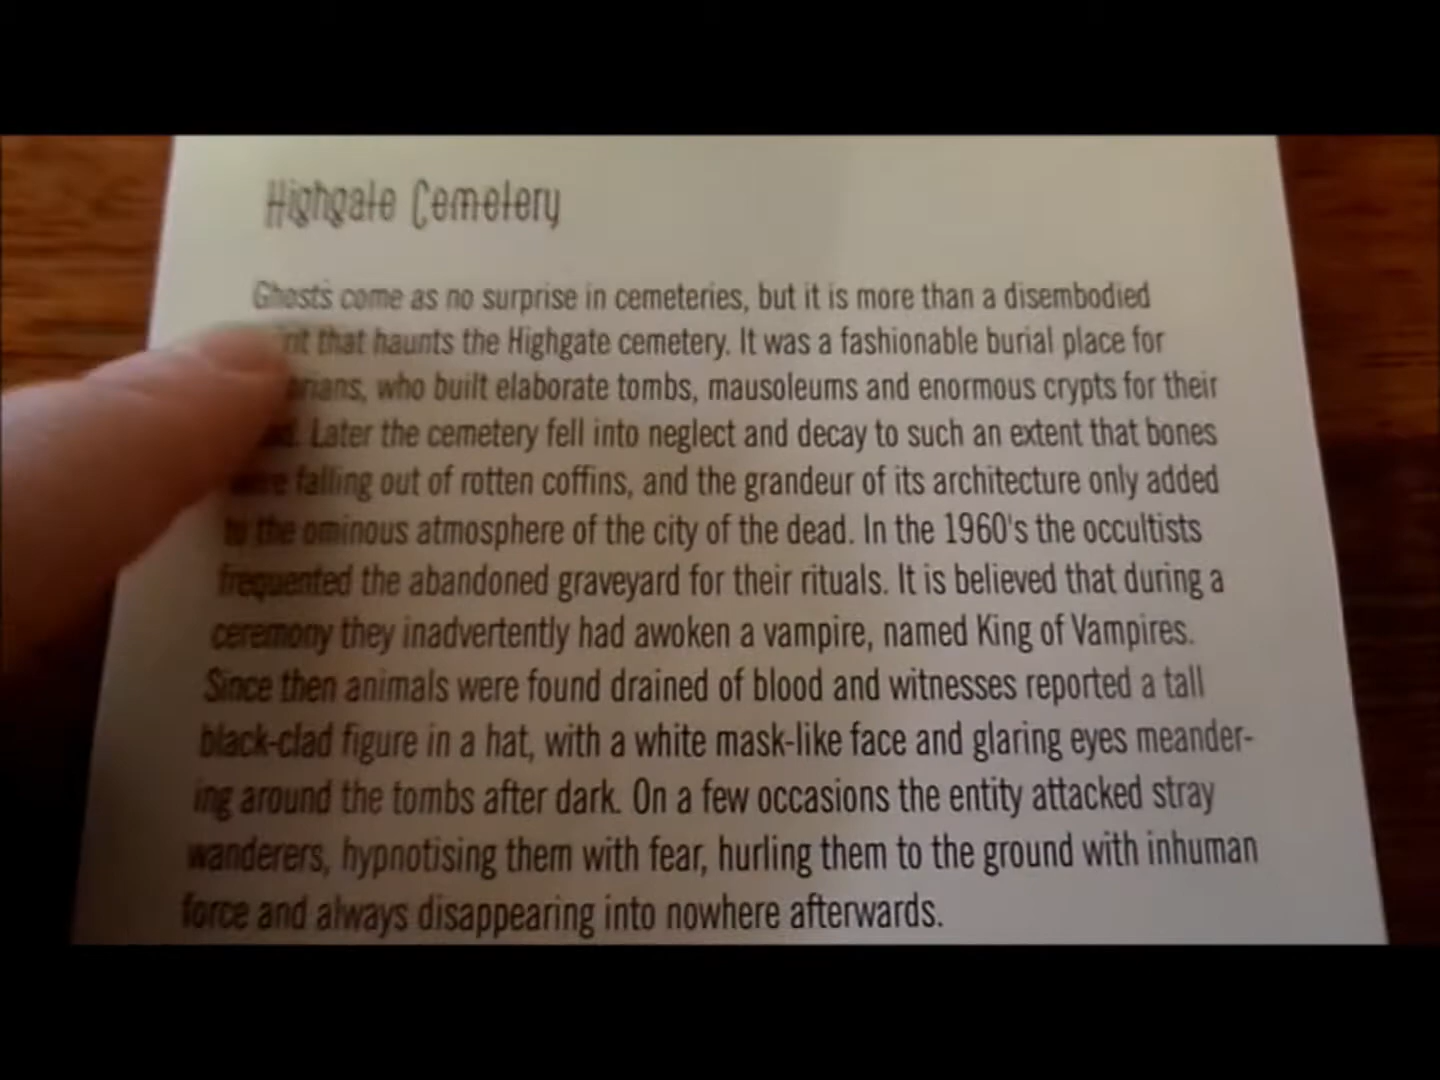 Highgate Cemetery
Ghosts come as no surprise in cemeteries, but it is more than a disembodied
that haunts the Highgate cemetery. It was a fashionable burial place for
who built elaborate tombs, mausoleums and enormous crypts for their
Later the cemetery fell into neglect and decay to such an extent that bones
were falling out of rotten coffins, and the grandeur of its architecture only added
to the ominous atmosphere of the city of the dead. In the 1960's the occultists
frequented the abandoned graveyard for their rituals. It is believed that during a
ceremony they inadvertently had awoken a vampire, named King of Vampires.
Since then animals were found drained of blood and witnesses reported a tall
black-clad figure in a hat, with a white mask-like face and glaring eyes meander-
ing around the tombs after dark. On a few occasions the entity attacked stray
wanderers, hypnotising them with fear, hurling them to the ground with inhuman
force and always disappearing into nowhere afterwards.